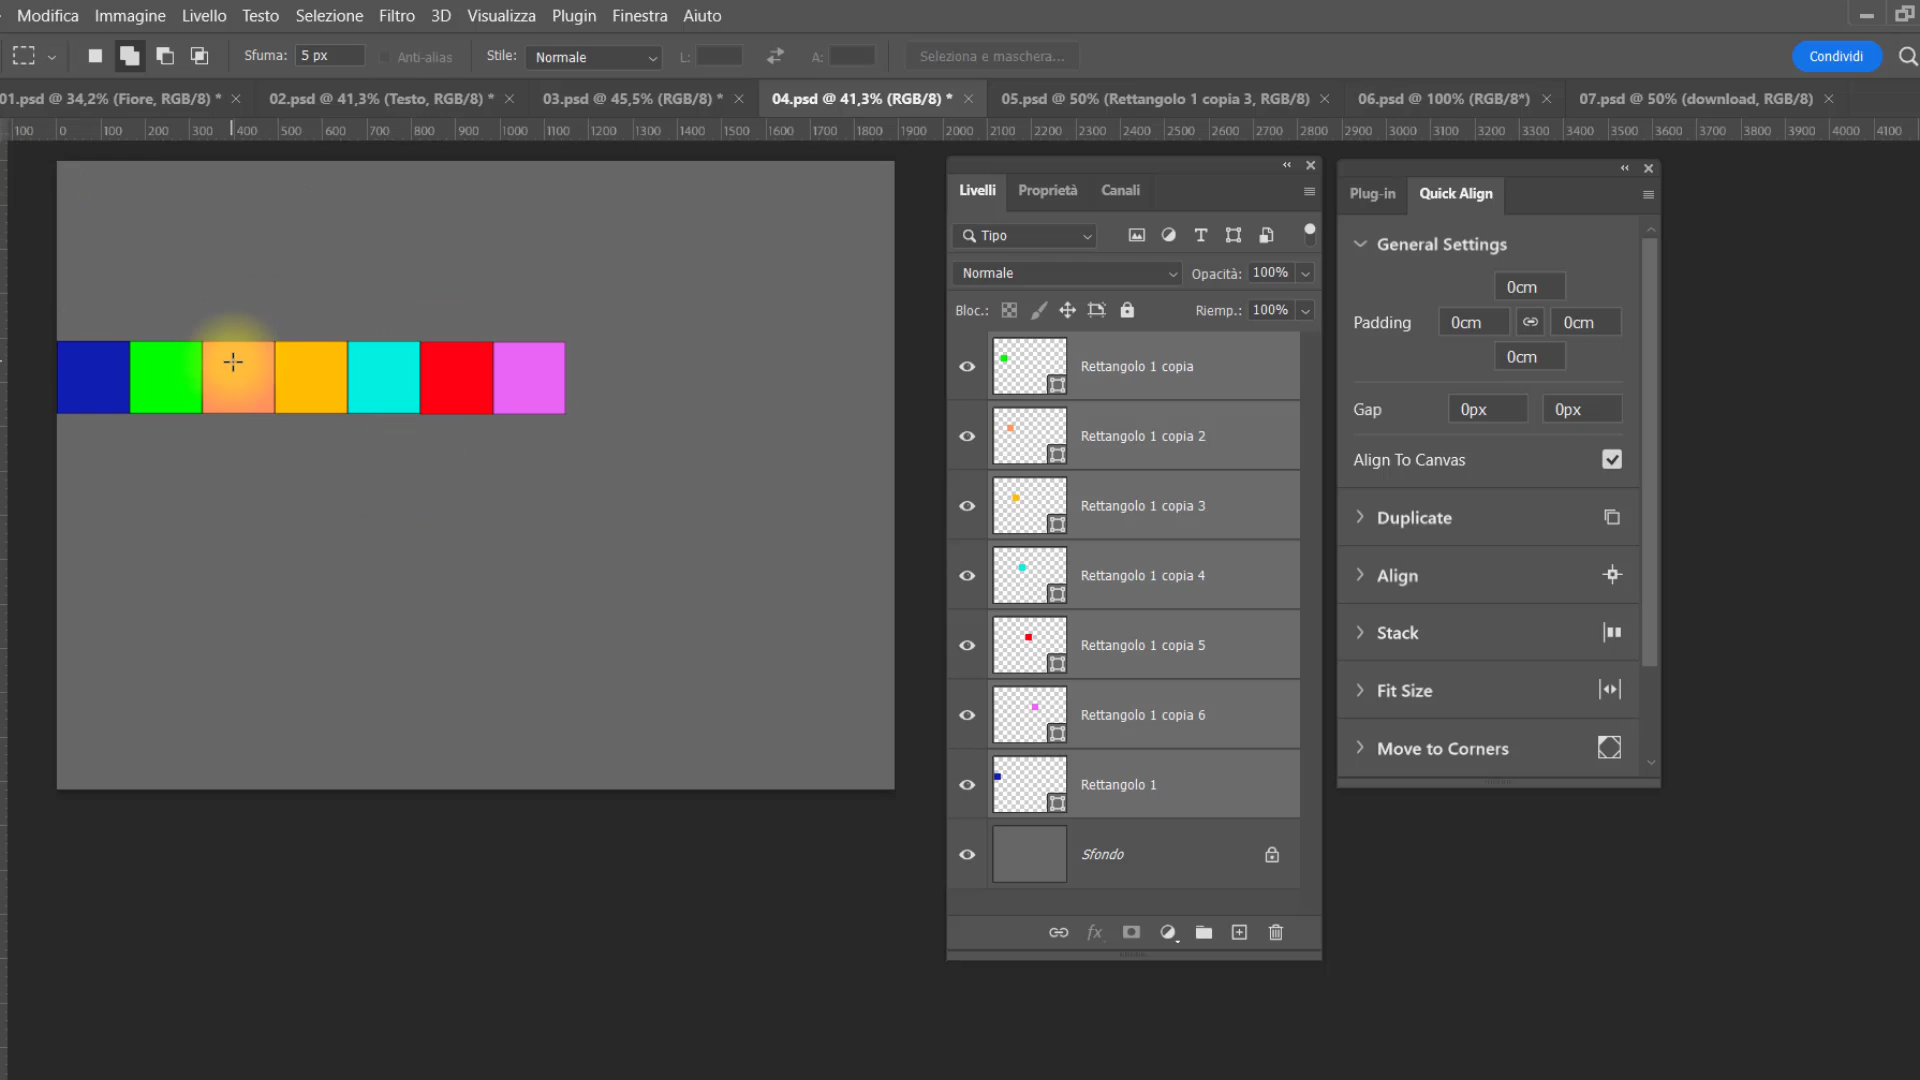 Modifica Immagine Livello Testo Selezione Filtro 3D Visualizza Plugin Finestra Aiuto
Sfuma: 5 px Anti-alias Stile: Normale L: A: Seleziona e maschera... Condividi
01.psd @ 34,2% (Fiore, RGB/8) * 02.psd @ 41,3% (Testo, RGB/8) * 03.psd @ 45,5% (RGB/8) * 04.psd @ 41,3% (RGB/8) * 05.psd @ 50% (Rettangolo 1 copia 3, RGB/8) 06.psd @ 100% (RGB/8*) 07.psd @ 50% (download, RGB/8)
100 0 100 200 300 400 500 600 700 800 900 1000 1100 1200 1300 1400 1500 1600 1700 1800 1900 2000 2100 2200 2300 2400 2500 2600 2700 2800 2900 3000 3100 3200 3300 3400 3500 3600 3700 3800 3900 4000 4100
Livelli Proprietà Canali
Tipo
Normale Opacità: 100%
Bloc.: Riemp.: 100%
Rettangolo 1 copia
Rettangolo 1 copia 2
Rettangolo 1 copia 3
Rettangolo 1 copia 4
Rettangolo 1 copia 5
Rettangolo 1 copia 6
Rettangolo 1
Sfondo
fx
Plug-in Quick Align
General Settings
0cm
Padding 0cm 0cm
0cm
Gap 0px 0px
Align To Canvas
Duplicate
Align
Stack
Fit Size
Move to Corners